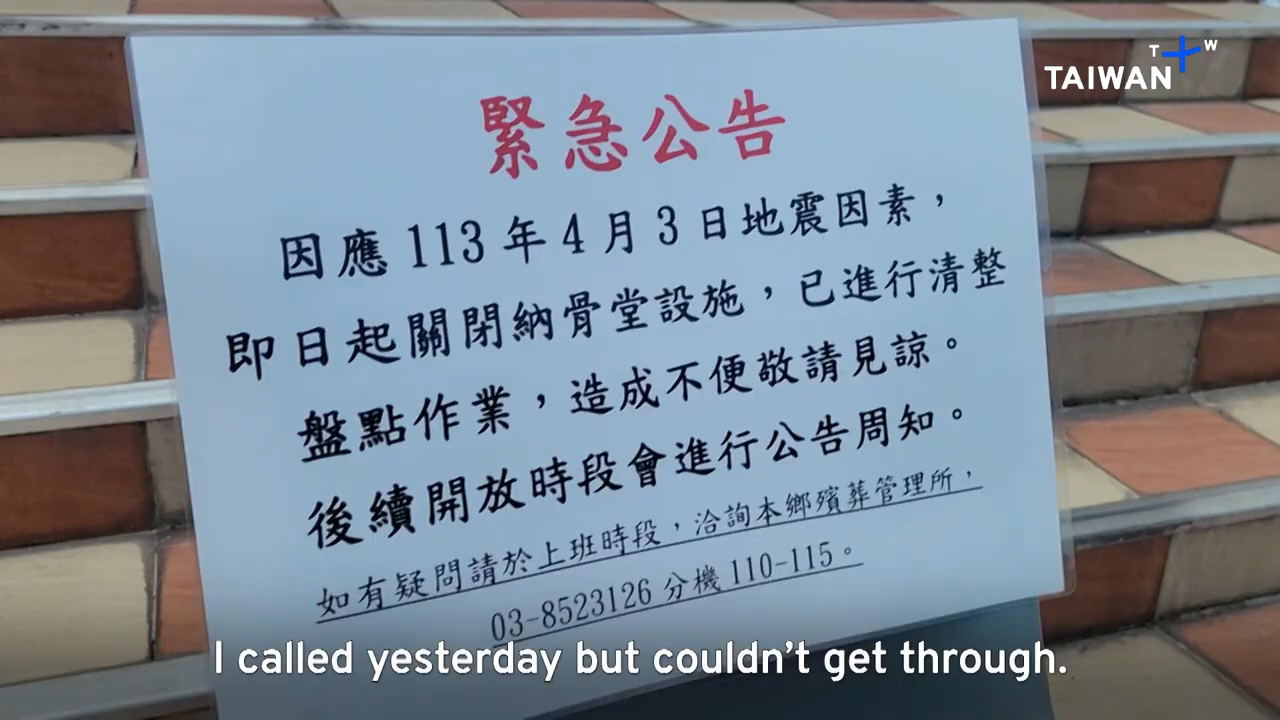 T W
TAIWAN+
緊急公告
因應113年4月3日地震因素，
即日起關閉納骨堂設施，已進行清整
盤點作業，造成不便敬請見諒。
後續開放時段會進行公告周知。
如有疑問請於上班時段，洽詢本鄉殯葬管理所，
03-8523126 分機 110-115。
I called yesterday but couldn't get through.